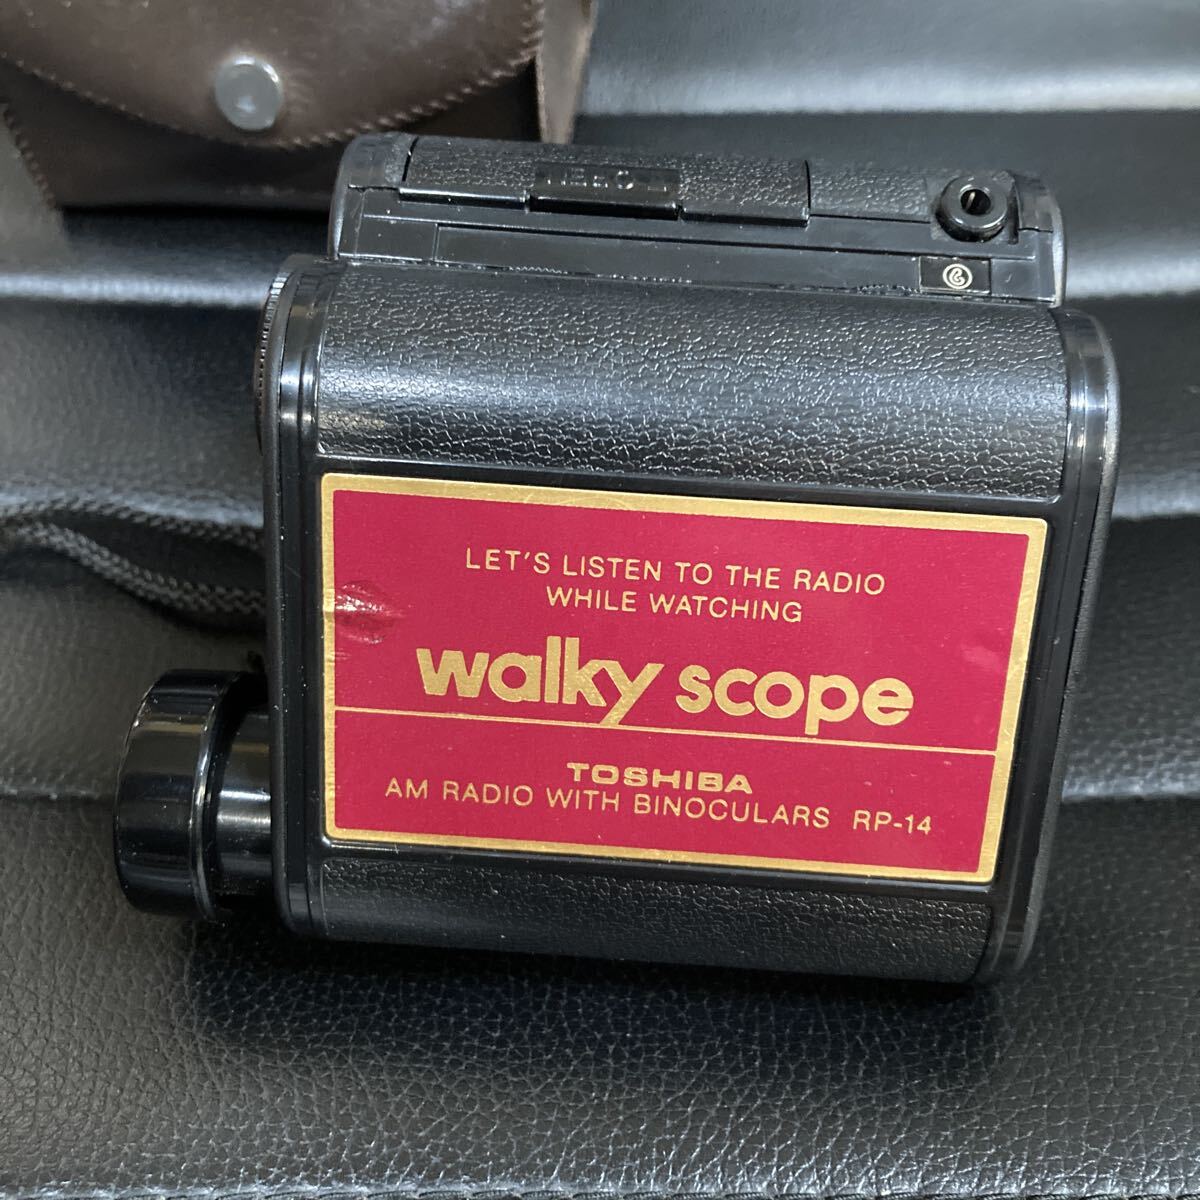 LET'S LISTEN TO THE RADIO
WHILE WATCHING
walky scope
TOSHIBA
AM RADIO WITH BINOCULARS RP-14